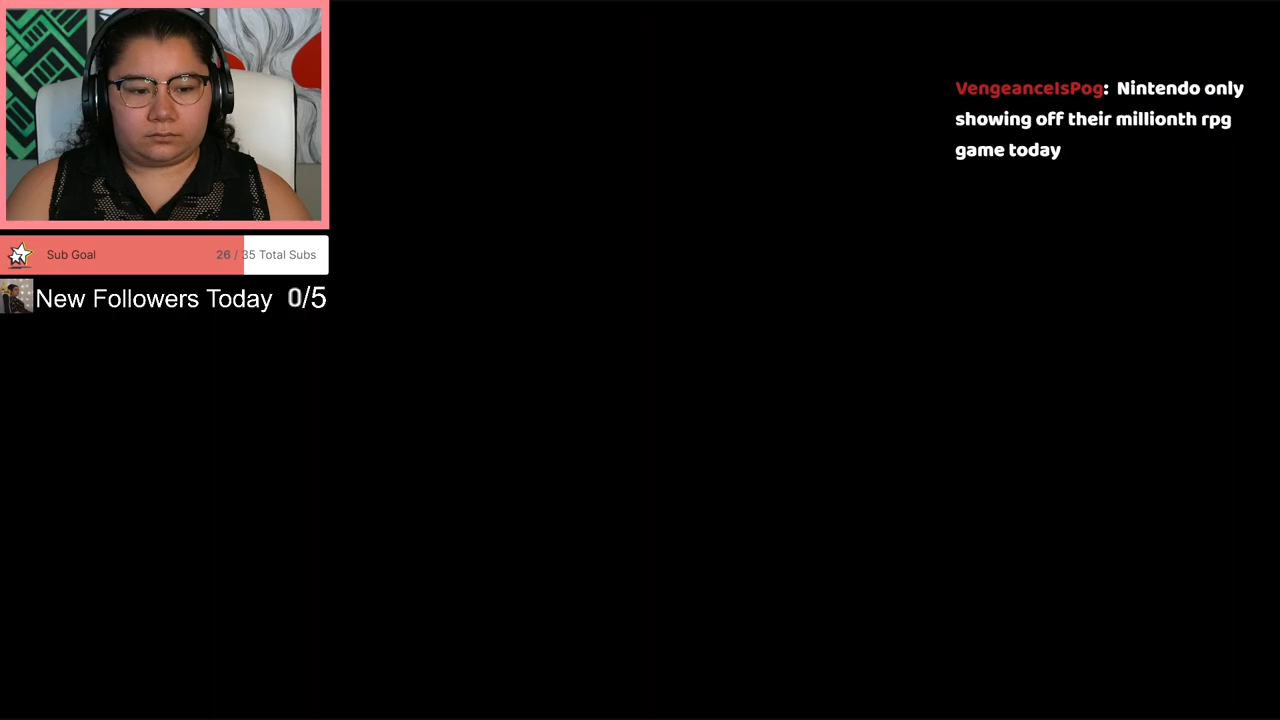 VengeanceIsPog: Nintendo only
showing off their millionth rpg
game today
Sub Goal 26 / 35 Total Subs
New Followers Today 0/5